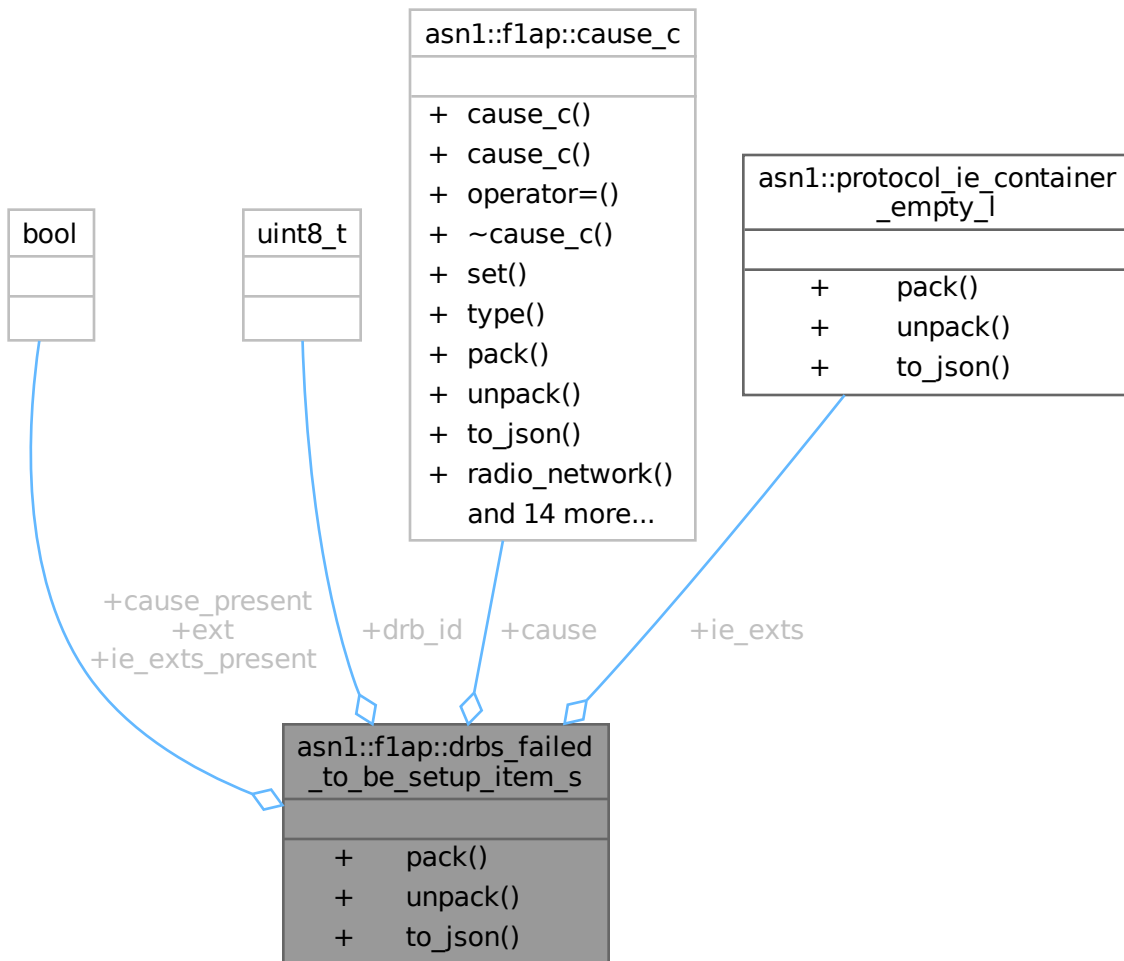 asn1::f1ap::cause_c
+ cause_c()
+ cause_c()
+ operator=()
+ ~cause_c()
+ set()
+ type()
+ pack()
+ unpack()
+ to_json()
+ radio_network()
and 14 more...
asn1::protocol_ie_container
_empty_l
+ pack()
+ unpack()
+ to_json()
bool
uint8_t
+cause_present
+ext
+ie_exts_present
+drb_id
+cause
+ie_exts
asn1::f1ap::drbs_failed
_to_be_setup_item_s
+ pack()
+ unpack()
+ to_json()